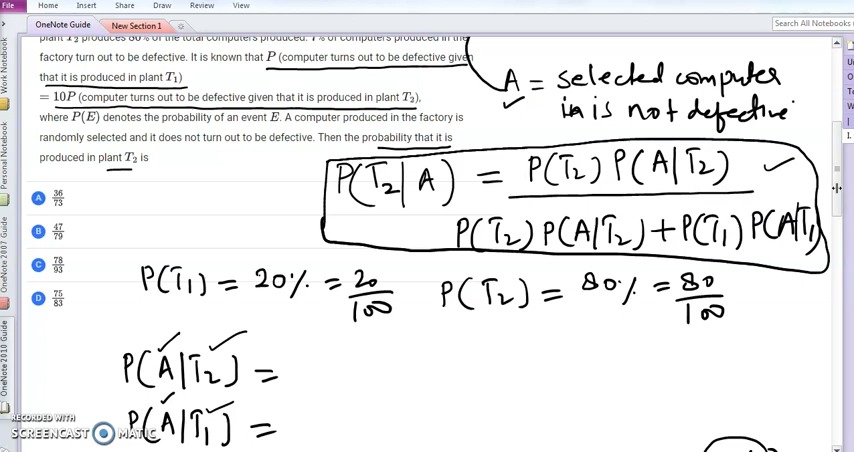 File Home Insert Share Draw Review View
OneNote Guide New Section 1
Search All Notebooks (
plant T₂ produces 80% of the total computers produced. 7% of computers produced in the
factory turn out to be defective. It is known that P (computer turns out to be defective given
that it is produced in plant T₁)
= 10P (computer turns out to be defective given that it is produced in plant T₂),
where P(E) denotes the probability of an event E. A computer produced in the factory is
randomly selected and it does not turn out to be defective. Then the probability that it is
produced in plant T₂ is
A 36/73
B 47/79
C 78/93
D 75/83
A = selected computer
is not defective
P(T₂|A) = P(T₂) P(A|T₂)
P(T₂) P(A|T₂) + P(T₁) P(A|T₁)
P(T₁) = 20% = 20/100 P(T₂) = 80% = 80/100
P(A|T₂) =
P(A|T₁) =
Work Notebook
Personal Notebook
OneNote 2007 Guide
OneNote 2010 Guide
RECORDED WITH
SCREENCAST MATIC